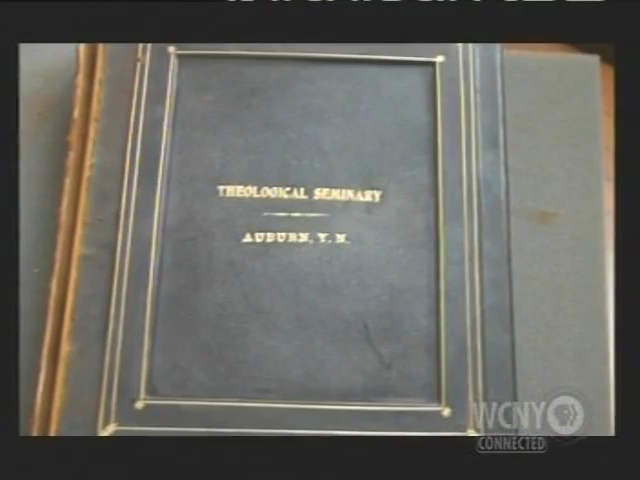 THEOLOGICAL SEMINARY
AUBURN, Y. N.
WCNY
CONNECTED